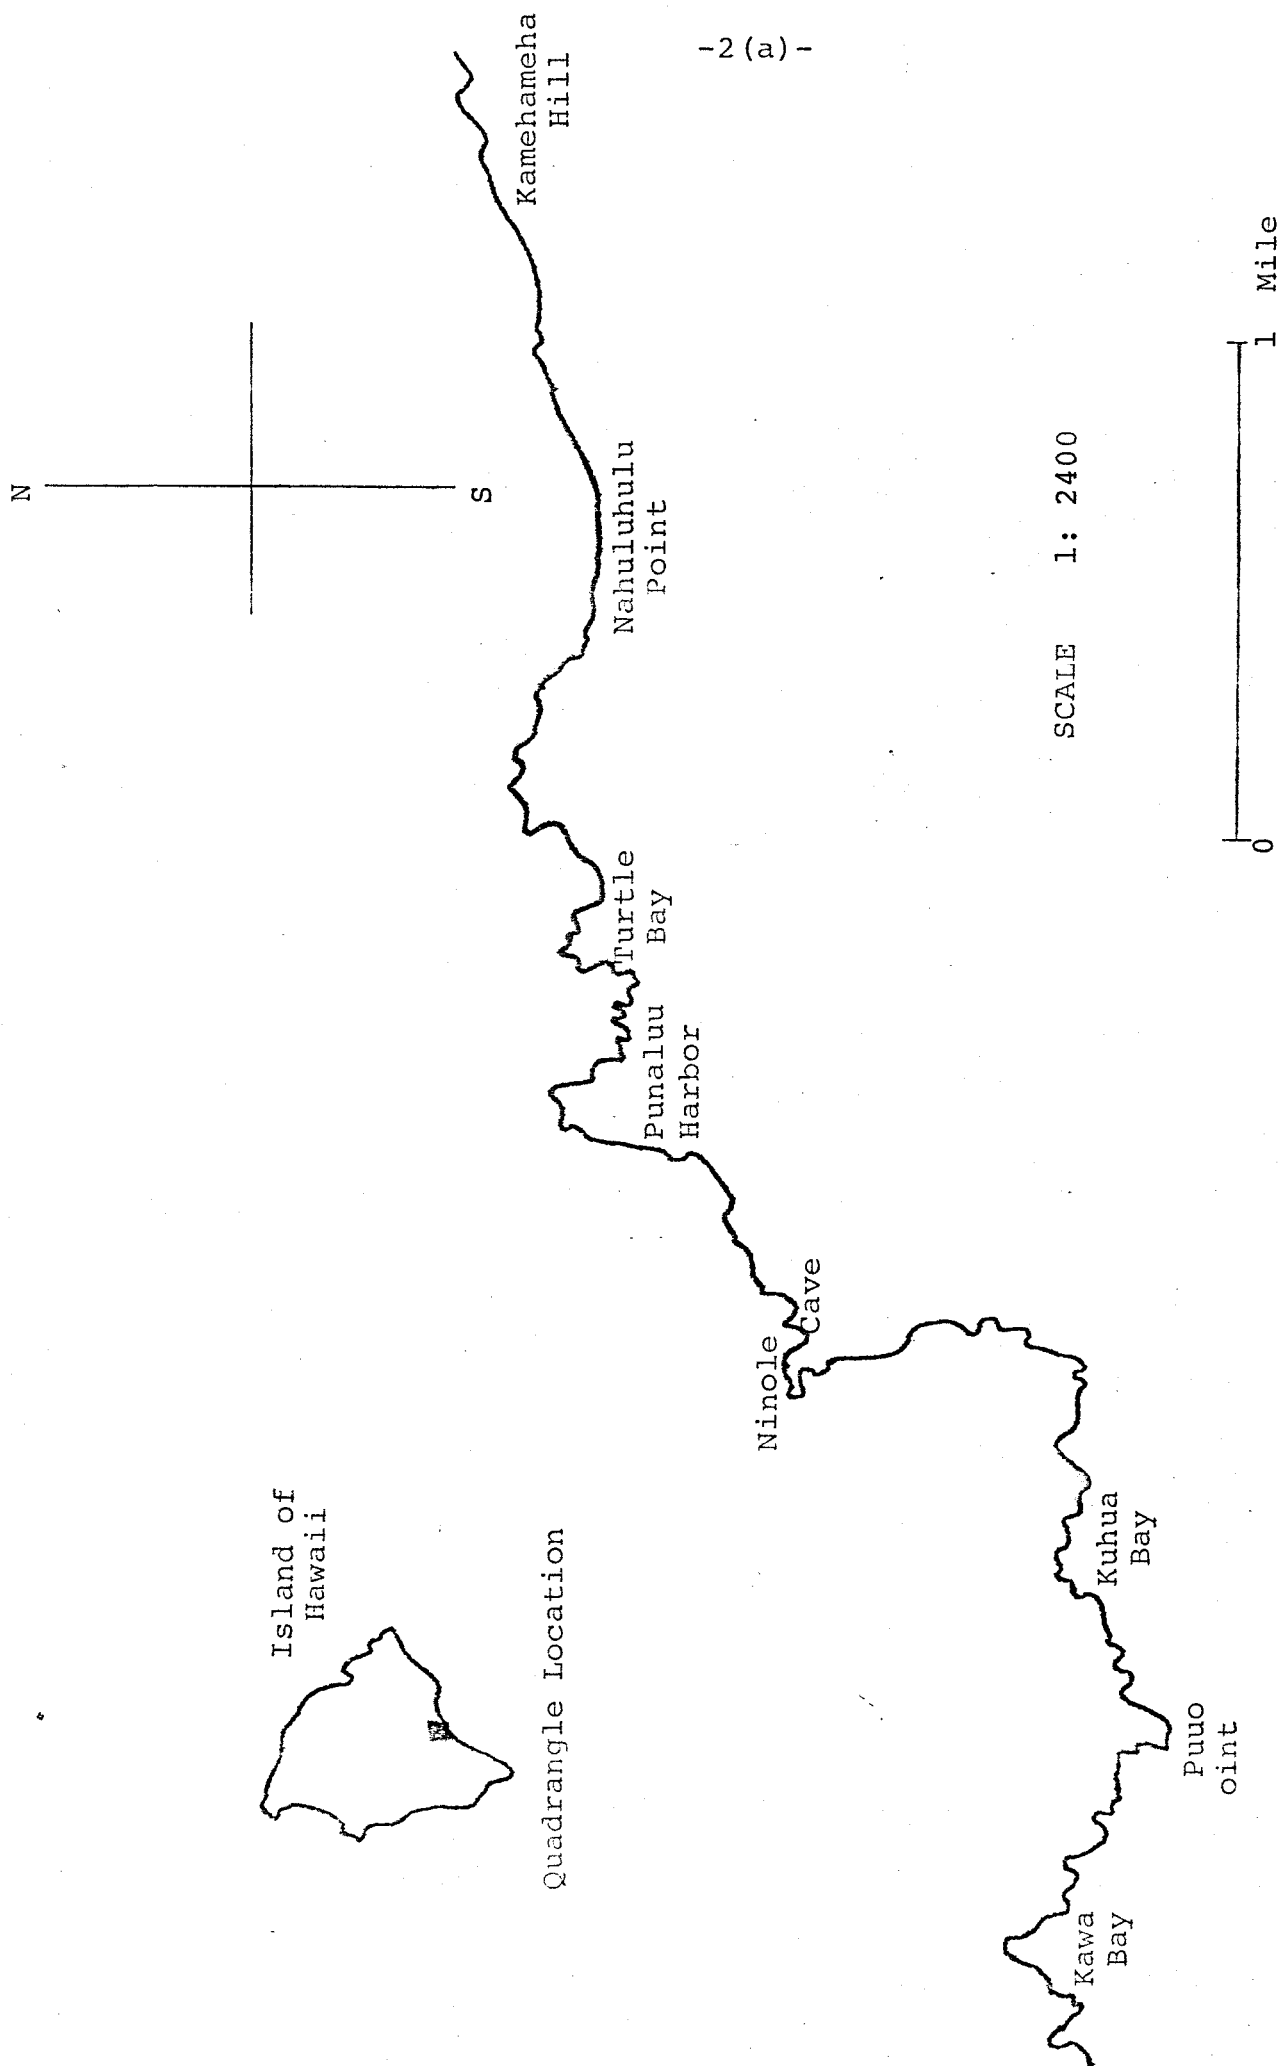 -2(a)-
N
S
Island of
Hawaii
Quadrangle Location
Kamehameha
Hill
Nahuluhulu
Point
Turtle
Bay
Punaluu
Harbor
Ninole
Cave
Kuhua
Bay
Puuo
oint
Kawa
Bay
SCALE 1: 2400
0
1 Mile